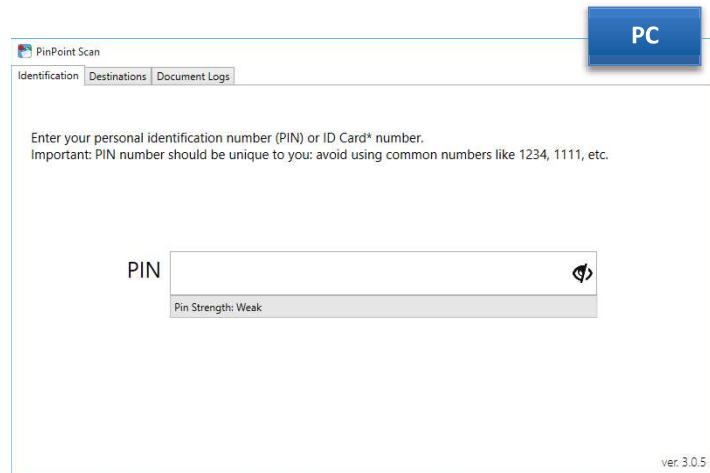 PC
PinPoint Scan
Identification Destinations Document Logs
Enter your personal identification number (PIN) or ID Card* number.
Important: PIN number should be unique to you: avoid using common numbers like 1234, 1111, etc.
PIN
Pin Strength: Weak
ver. 3.0.5